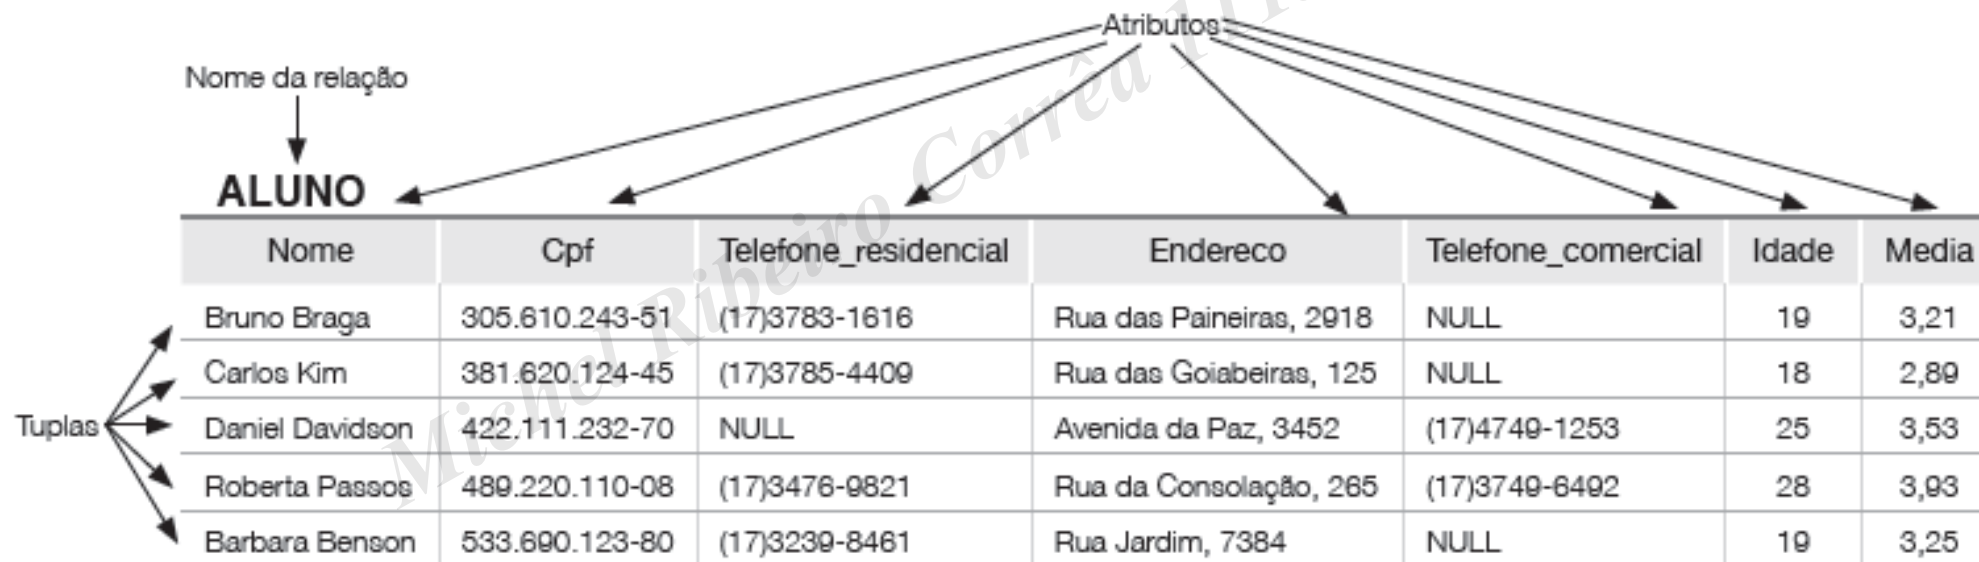 Atributos
Nome da relação
ALUNO
Nome Cpf Telefone_residencial Endereco Telefone_comercial Idade Media
Bruno Braga 305.610.243-51 (17)3783-1616 Rua das Paineiras, 2918 NULL 19 3,21
Carlos Kim 381.620.124-45 (17)3785-4409 Rua das Goiabeiras, 125 NULL 18 2,89
Tuplas Daniel Davidson 422.111.232-70 NULL Avenida da Paz, 3452 (17)4749-1253 25 3,53
Roberta Passos 489.220.110-08 (17)3476-9821 Rua da Consolação, 265 (17)3749-6492 28 3,93
Barbara Benson 533.690.123-80 (17)3239-8461 Rua Jardim, 7384 NULL 19 3,25
Michel Ribeiro Corrêa